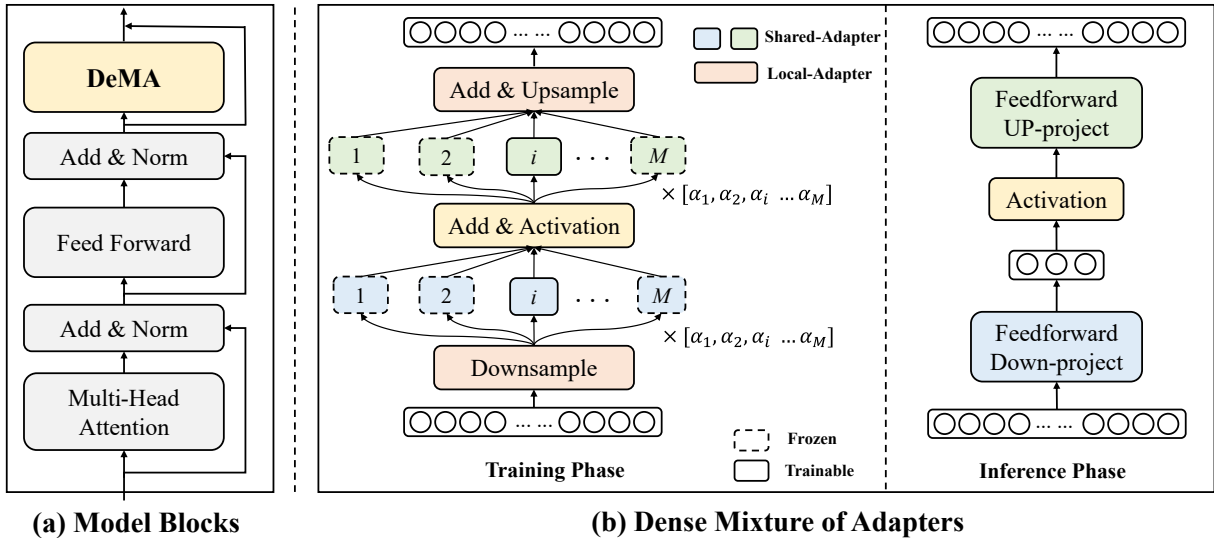 DeMA
Add & Norm
Feed Forward
Add & Norm
Multi-Head
Attention
(a) Model Blocks
... ...
Shared-Adapter
Local-Adapter
Add & Upsample
1 2 i . . . M
× [α₁, α₂, αᵢ ... α_M]
Add & Activation
1 2 i . . . M
× [α₁, α₂, αᵢ ... α_M]
Downsample
... ...
Frozen
Trainable
Training Phase
... ...
Feedforward
UP-project
Activation
Feedforward
Down-project
... ...
Inference Phase
(b) Dense Mixture of Adapters